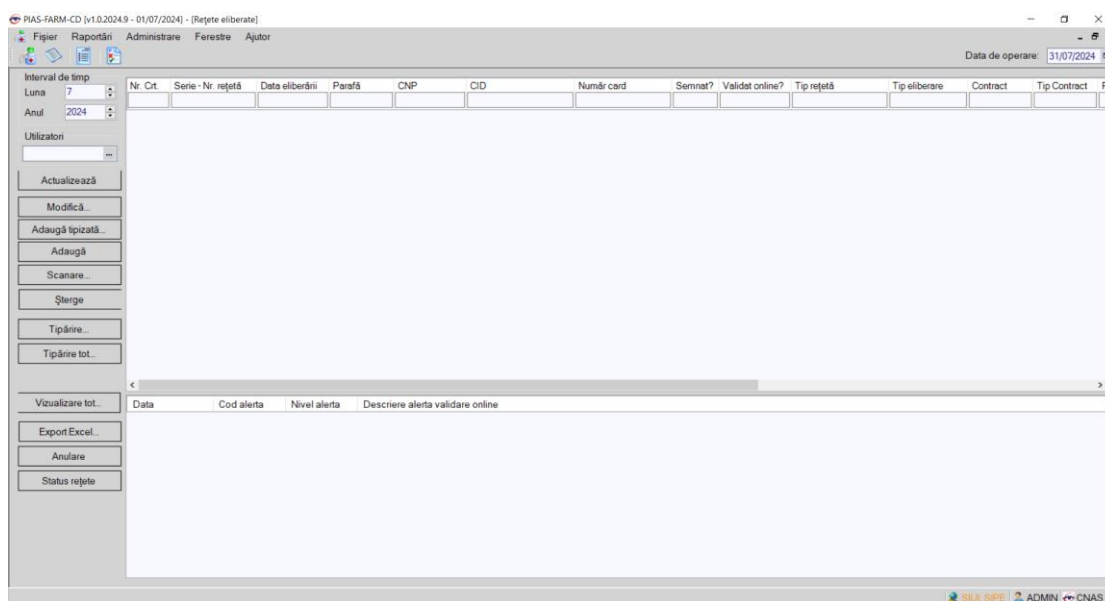 PIAS-FARM-CD [v1.0.2024.9 - 01/07/2024] - [Rețete eliberate]
Fișier Raportări Administrare Ferestre Ajutor
Data de operare: 31/07/2024
Interval de timp
Luna 7
Anul 2024
Utilizatori
...
Actualizează
Modifică...
Adaugă tipizată...
Adaugă
Scanare...
Șterge
Tipărire...
Tipărire tot...
Vizualizare tot...
Export Excel...
Anulare
Status rețete
Nr. Crt. Serie - Nr. rețetă Data eliberării Parafă CNP CID Număr card Semnat? Validat online? Tip rețetă Tip eliberare Contract Tip Contract
Data Cod alerta Nivel alerta Descriere alerta validare online
SIUI SIPE ADMIN CNAS